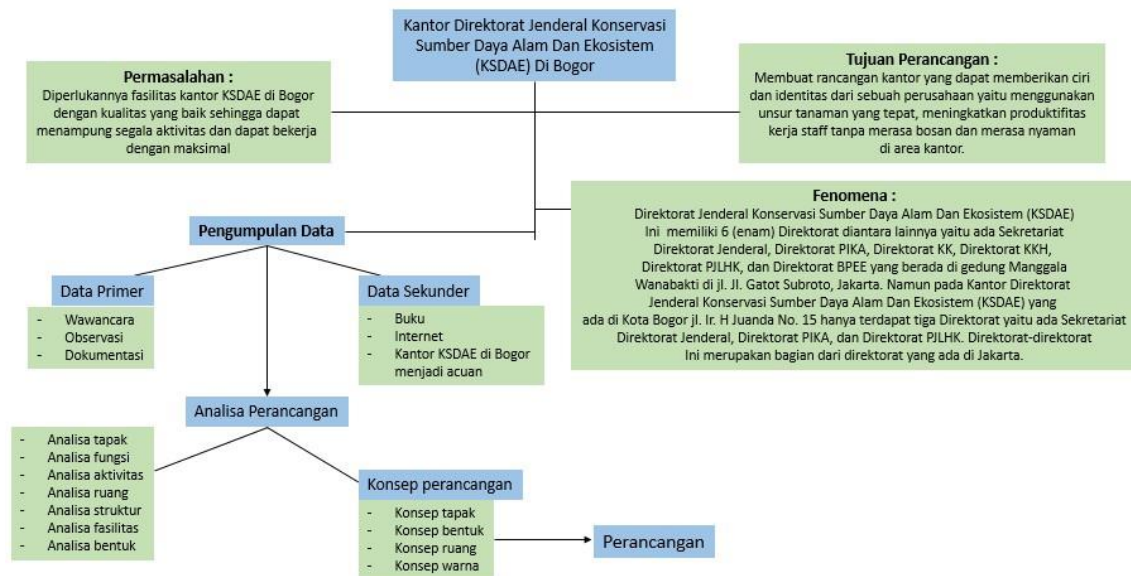 Kantor Direktorat Jenderal Konservasi
Sumber Daya Alam Dan Ekosistem
(KSDAE) Di Bogor
Permasalahan :
Diperlukannya fasilitas kantor KSDAE di Bogor
dengan kualitas yang baik sehingga dapat
menampung segala aktivitas dan dapat bekerja
dengan maksimal
Tujuan Perancangan :
Membuat rancangan kantor yang dapat memberikan ciri
dan identitas dari sebuah perusahaan yaitu menggunakan
unsur tanaman yang tepat, meningkatkan produktifitas
kerja staff tanpa merasa bosan dan merasa nyaman
di area kantor.
Fenomena :
Direktorat Jenderal Konservasi Sumber Daya Alam Dan Ekosistem (KSDAE)
Ini memiliki 6 (enam) Direktorat diantara lainnya yaitu ada Sekretariat
Direktorat Jenderal, Direktorat PIKA, Direktorat KK, Direktorat KKH,
Direktorat PJLHK, dan Direktorat BPEE yang berada di gedung Manggala
Wanabakti di jl. Jl. Gatot Subroto, Jakarta. Namun pada Kantor Direktorat
Jenderal Konservasi Sumber Daya Alam Dan Ekosistem (KSDAE) yang
ada di Kota Bogor jl. Ir. H Juanda No. 15 hanya terdapat tiga Direktorat yaitu ada Sekretariat
Direktorat Jenderal, Direktorat PIKA, dan Direktorat PJLHK. Direktorat-direktorat
Ini merupakan bagian dari direktorat yang ada di Jakarta.
Pengumpulan Data
Data Primer
- Wawancara
- Observasi
- Dokumentasi
Data Sekunder
- Buku
- Internet
- Kantor KSDAE di Bogor
menjadi acuan
Analisa Perancangan
- Analisa tapak
- Analisa fungsi
- Analisa aktivitas
- Analisa ruang
- Analisa struktur
- Analisa fasilitas
- Analisa bentuk
Konsep perancangan
- Konsep tapak
- Konsep bentuk
- Konsep ruang
- Konsep warna
Perancangan